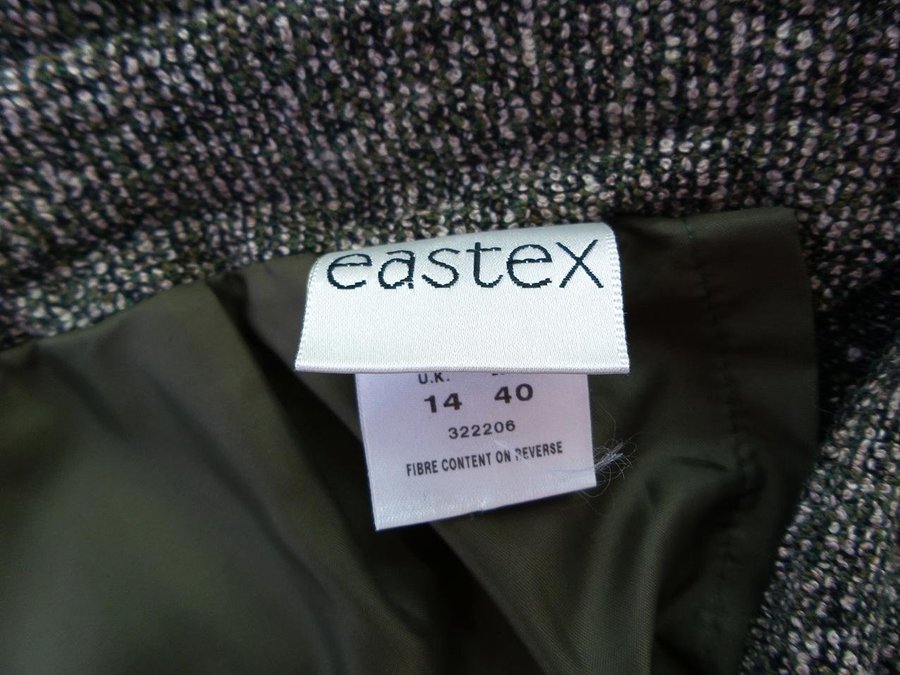 eastex
U.K.
14 40
322206
FIBRE CONTENT ON REVERSE